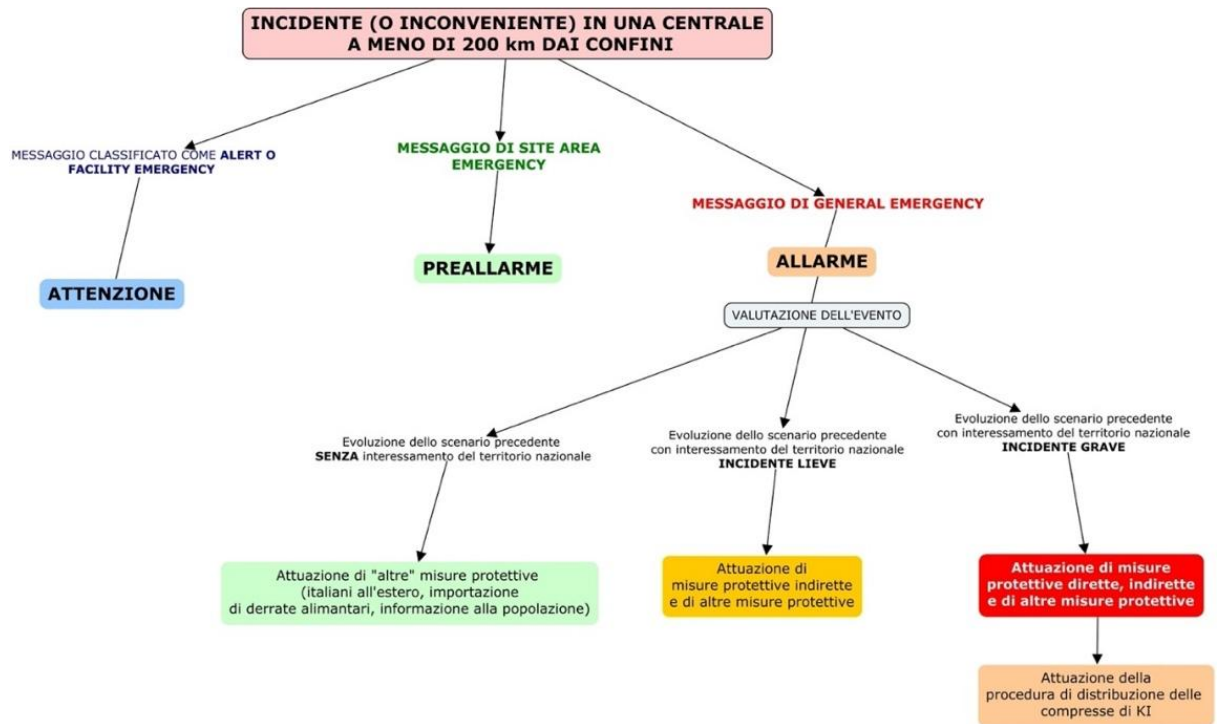 INCIDENTE (O INCONVENIENTE) IN UNA CENTRALE
A MENO DI 200 km DAI CONFINI
MESSAGGIO CLASSIFICATO COME ALERT O
FACILITY EMERGENCY
MESSAGGIO DI SITE AREA
EMERGENCY
MESSAGGIO DI GENERAL EMERGENCY
ATTENZIONE
PREALLARME
ALLARME
VALUTAZIONE DELL'EVENTO
Evoluzione dello scenario precedente
SENZA interessamento del territorio nazionale
Evoluzione dello scenario precedente
con interessamento del territorio nazionale
INCIDENTE LIEVE
Evoluzione dello scenario precedente
con interessamento del territorio nazionale
INCIDENTE GRAVE
Attuazione di "altre" misure protettive
(italiani all'estero, importazione
di derrate alimentari, informazione alla popolazione)
Attuazione di
misure protettive indirette
e di altre misure protettive
Attuazione di misure
protettive dirette, indirette
e di altre misure protettive
Attuazione della
procedura di distribuzione delle
compresse di KI